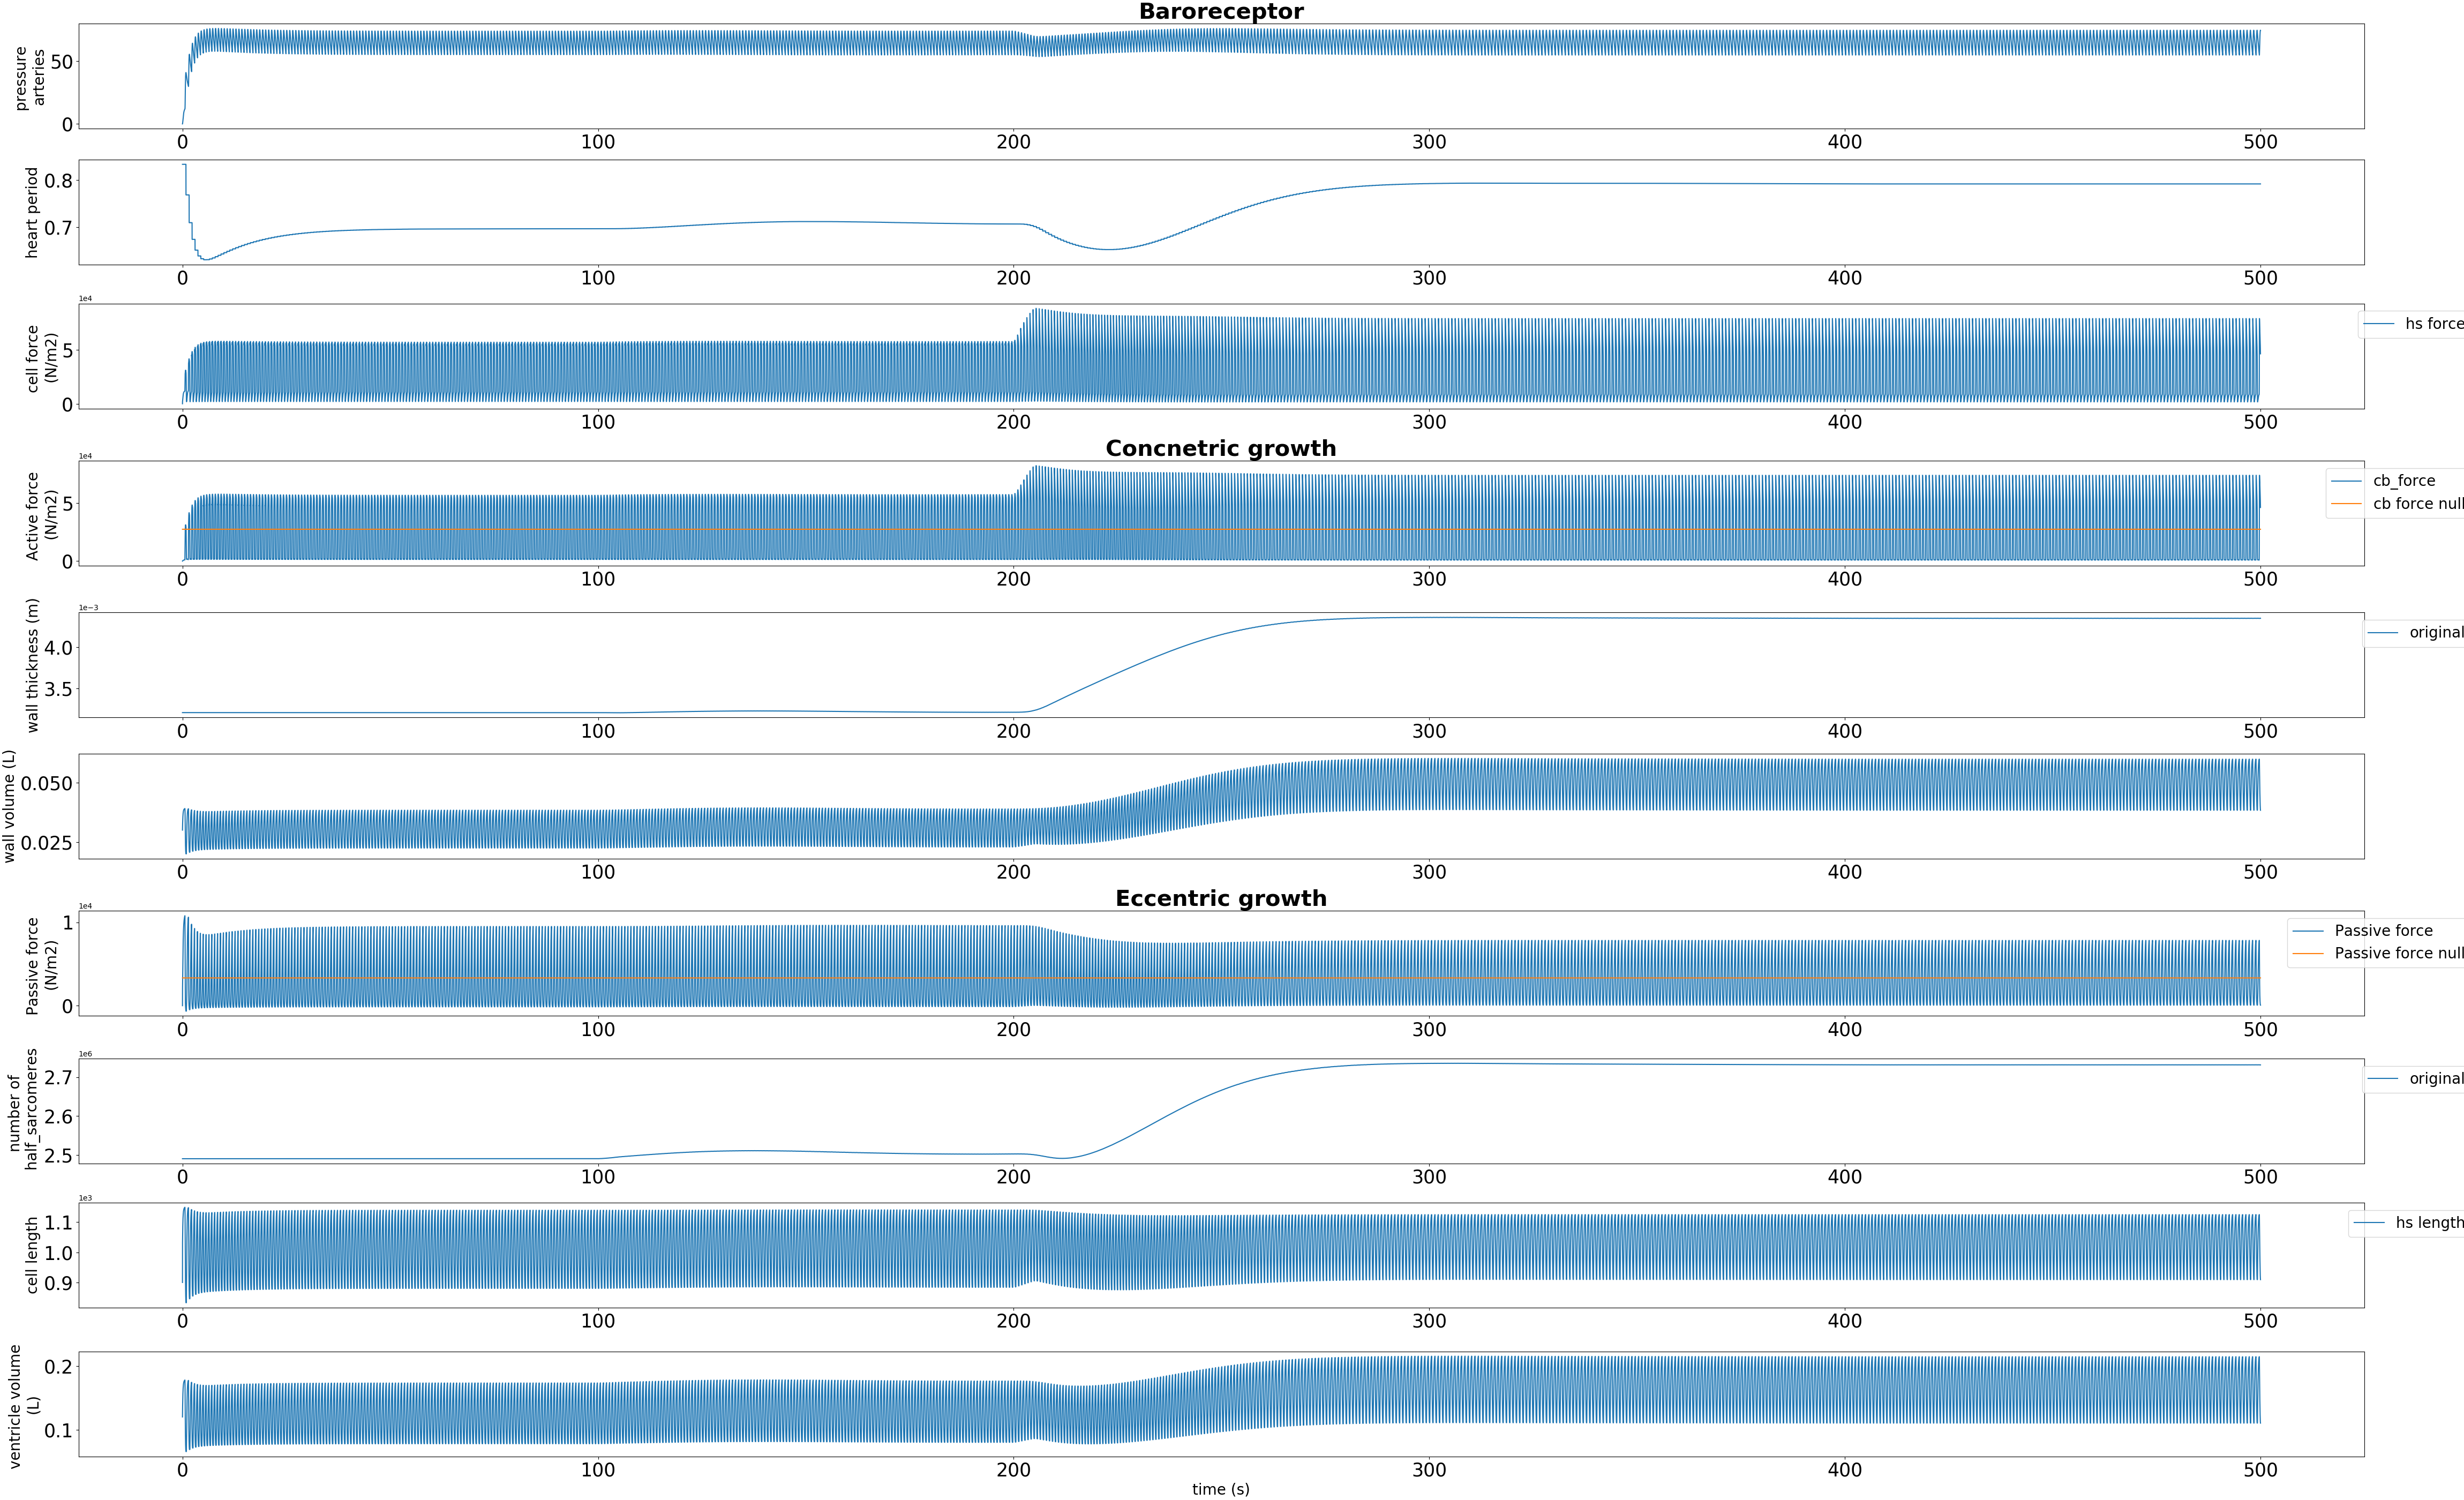 Baroreceptor
pressure
arteries
50
0
0 100 200 300 400 500
heart period
0.8
0.7
0 100 200 300 400 500
1e4
cell force
(N/m2)
5
0
hs force
0 100 200 300 400 500
Concnetric growth
1e4
Active force
(N/m2)
5
0
cb_force
cb force null
0 100 200 300 400 500
1e−3
wall thickness (m)
4.0
3.5
original
0 100 200 300 400 500
wall volume (L)
0.050
0.025
0 100 200 300 400 500
Eccentric growth
1e4
Passive force
(N/m2)
1
0
Passive force
Passive force null
0 100 200 300 400 500
1e6
number of
half_sarcomeres
2.7
2.6
2.5
original
0 100 200 300 400 500
1e3
cell length
1.1
1.0
0.9
hs length
0 100 200 300 400 500
ventricle volume
(L)
0.2
0.1
0 100 200 300 400 500
time (s)